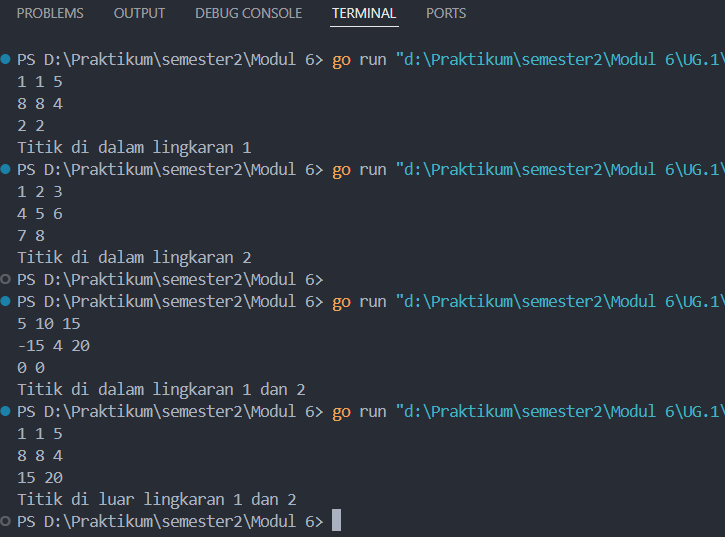 PROBLEMS OUTPUT DEBUG CONSOLE TERMINAL PORTS
PS D:\Praktikum\semester2\Modul 6> go run "d:\Praktikum\semester2\Modul 6\UG.1\
1 1 5
8 8 4
2 2
Titik di dalam lingkaran 1
PS D:\Praktikum\semester2\Modul 6> go run "d:\Praktikum\semester2\Modul 6\UG.1\
1 2 3
4 5 6
7 8
Titik di dalam lingkaran 2
PS D:\Praktikum\semester2\Modul 6>
PS D:\Praktikum\semester2\Modul 6> go run "d:\Praktikum\semester2\Modul 6\UG.1\
5 10 15
-15 4 20
0 0
Titik di dalam lingkaran 1 dan 2
PS D:\Praktikum\semester2\Modul 6> go run "d:\Praktikum\semester2\Modul 6\UG.1\
1 1 5
8 8 4
15 20
Titik di luar lingkaran 1 dan 2
PS D:\Praktikum\semester2\Modul 6>